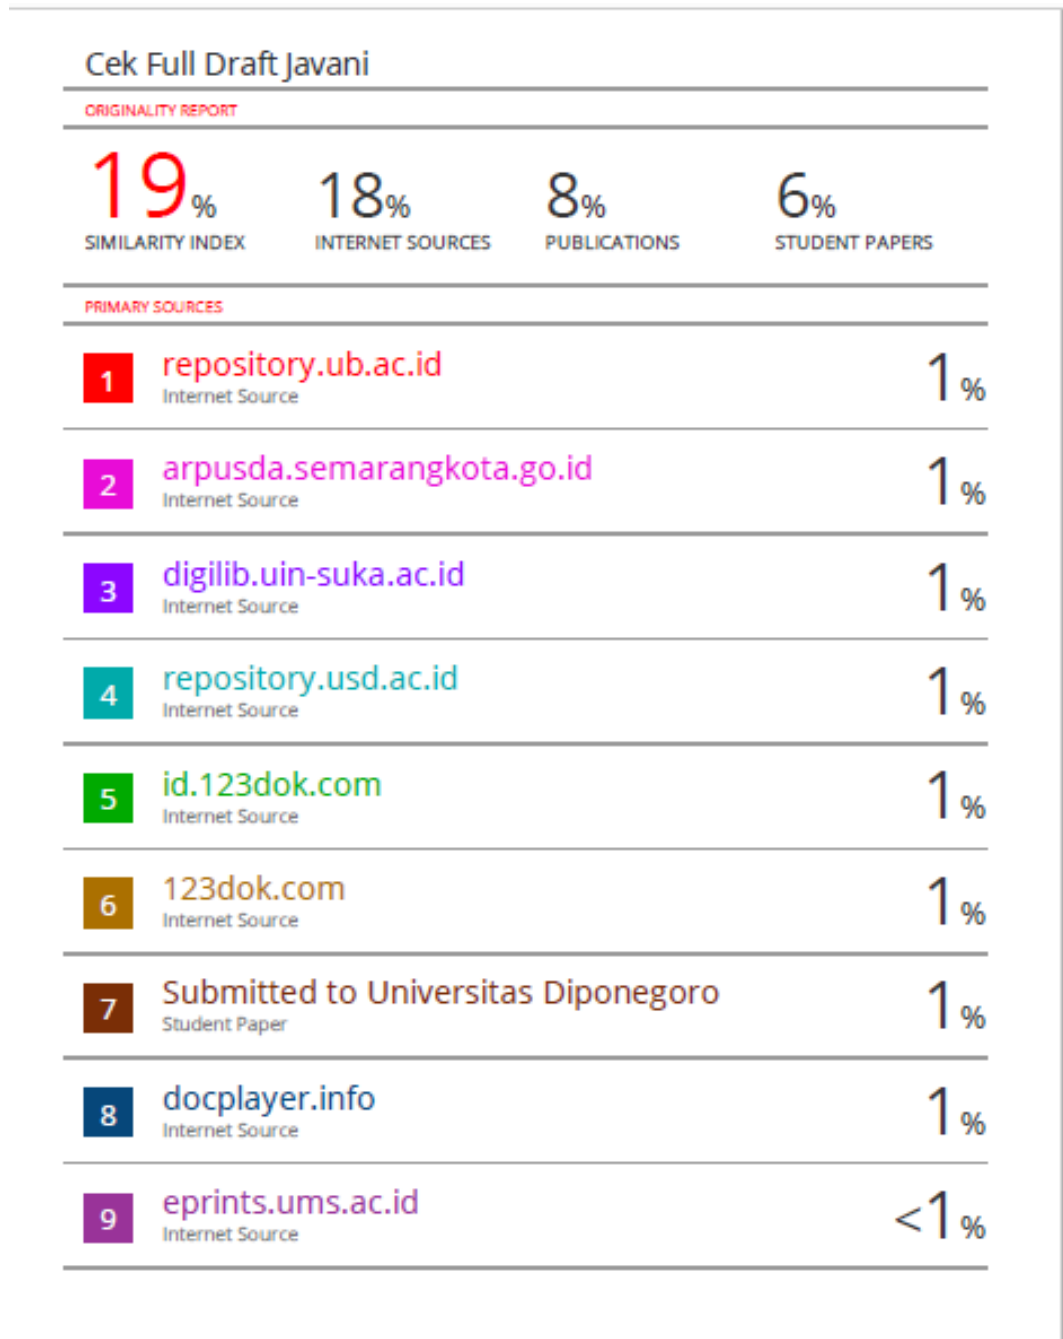 Cek Full Draft Javani
ORIGINALITY REPORT
19% 18% 8% 6%
SIMILARITY INDEX INTERNET SOURCES PUBLICATIONS STUDENT PAPERS
PRIMARY SOURCES
1 repository.ub.ac.id 1%
Internet Source
2 arpusda.semarangkota.go.id 1%
Internet Source
3 digilib.uin-suka.ac.id 1%
Internet Source
4 repository.usd.ac.id 1%
Internet Source
5 id.123dok.com 1%
Internet Source
6 123dok.com 1%
Internet Source
7 Submitted to Universitas Diponegoro 1%
Student Paper
8 docplayer.info 1%
Internet Source
9 eprints.ums.ac.id <1%
Internet Source